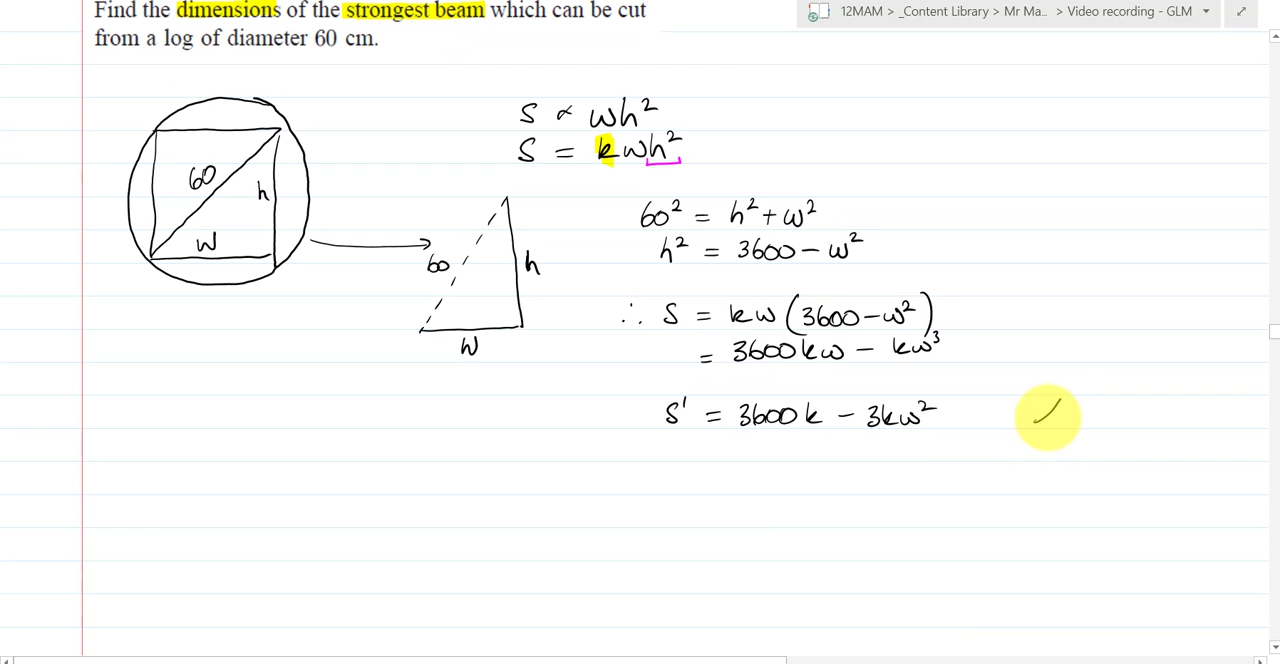 Find the dimensions of the strongest beam which can be cut
from a log of diameter 60 cm.
12MAM > _Content Library > Mr Ma... > Video recording - GLM
S ∝ wh²
S = kwh²
60
h
w
60
h
w
60² = h² + w²
h² = 3600 - w²
∴ S = kw(3600 - w²)
= 3600kw - kw³
S' = 3600k - 3kw²